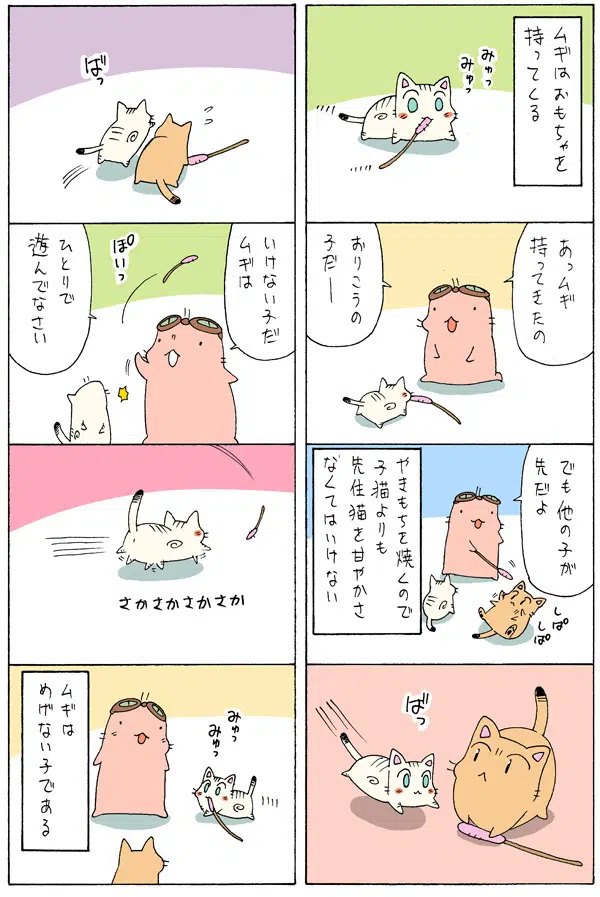 ムギはおもちゃを
持ってくる
みゅっ
みゅっ
あっムギ
持ってきたの
おりこうの
子だー
でも他の子が
先だよ
しぱ°
しぱ°
やきもちを焼くので
子猫よりも
先住猫を甘やかさ
なくてはいけない
ばっ
ばっ
いけない子だ
ムギは
ぽいっ
ひとりで
遊んでなさい
さかさかさかさか
みゅっ
みゅっ
ムギは
めげない子である